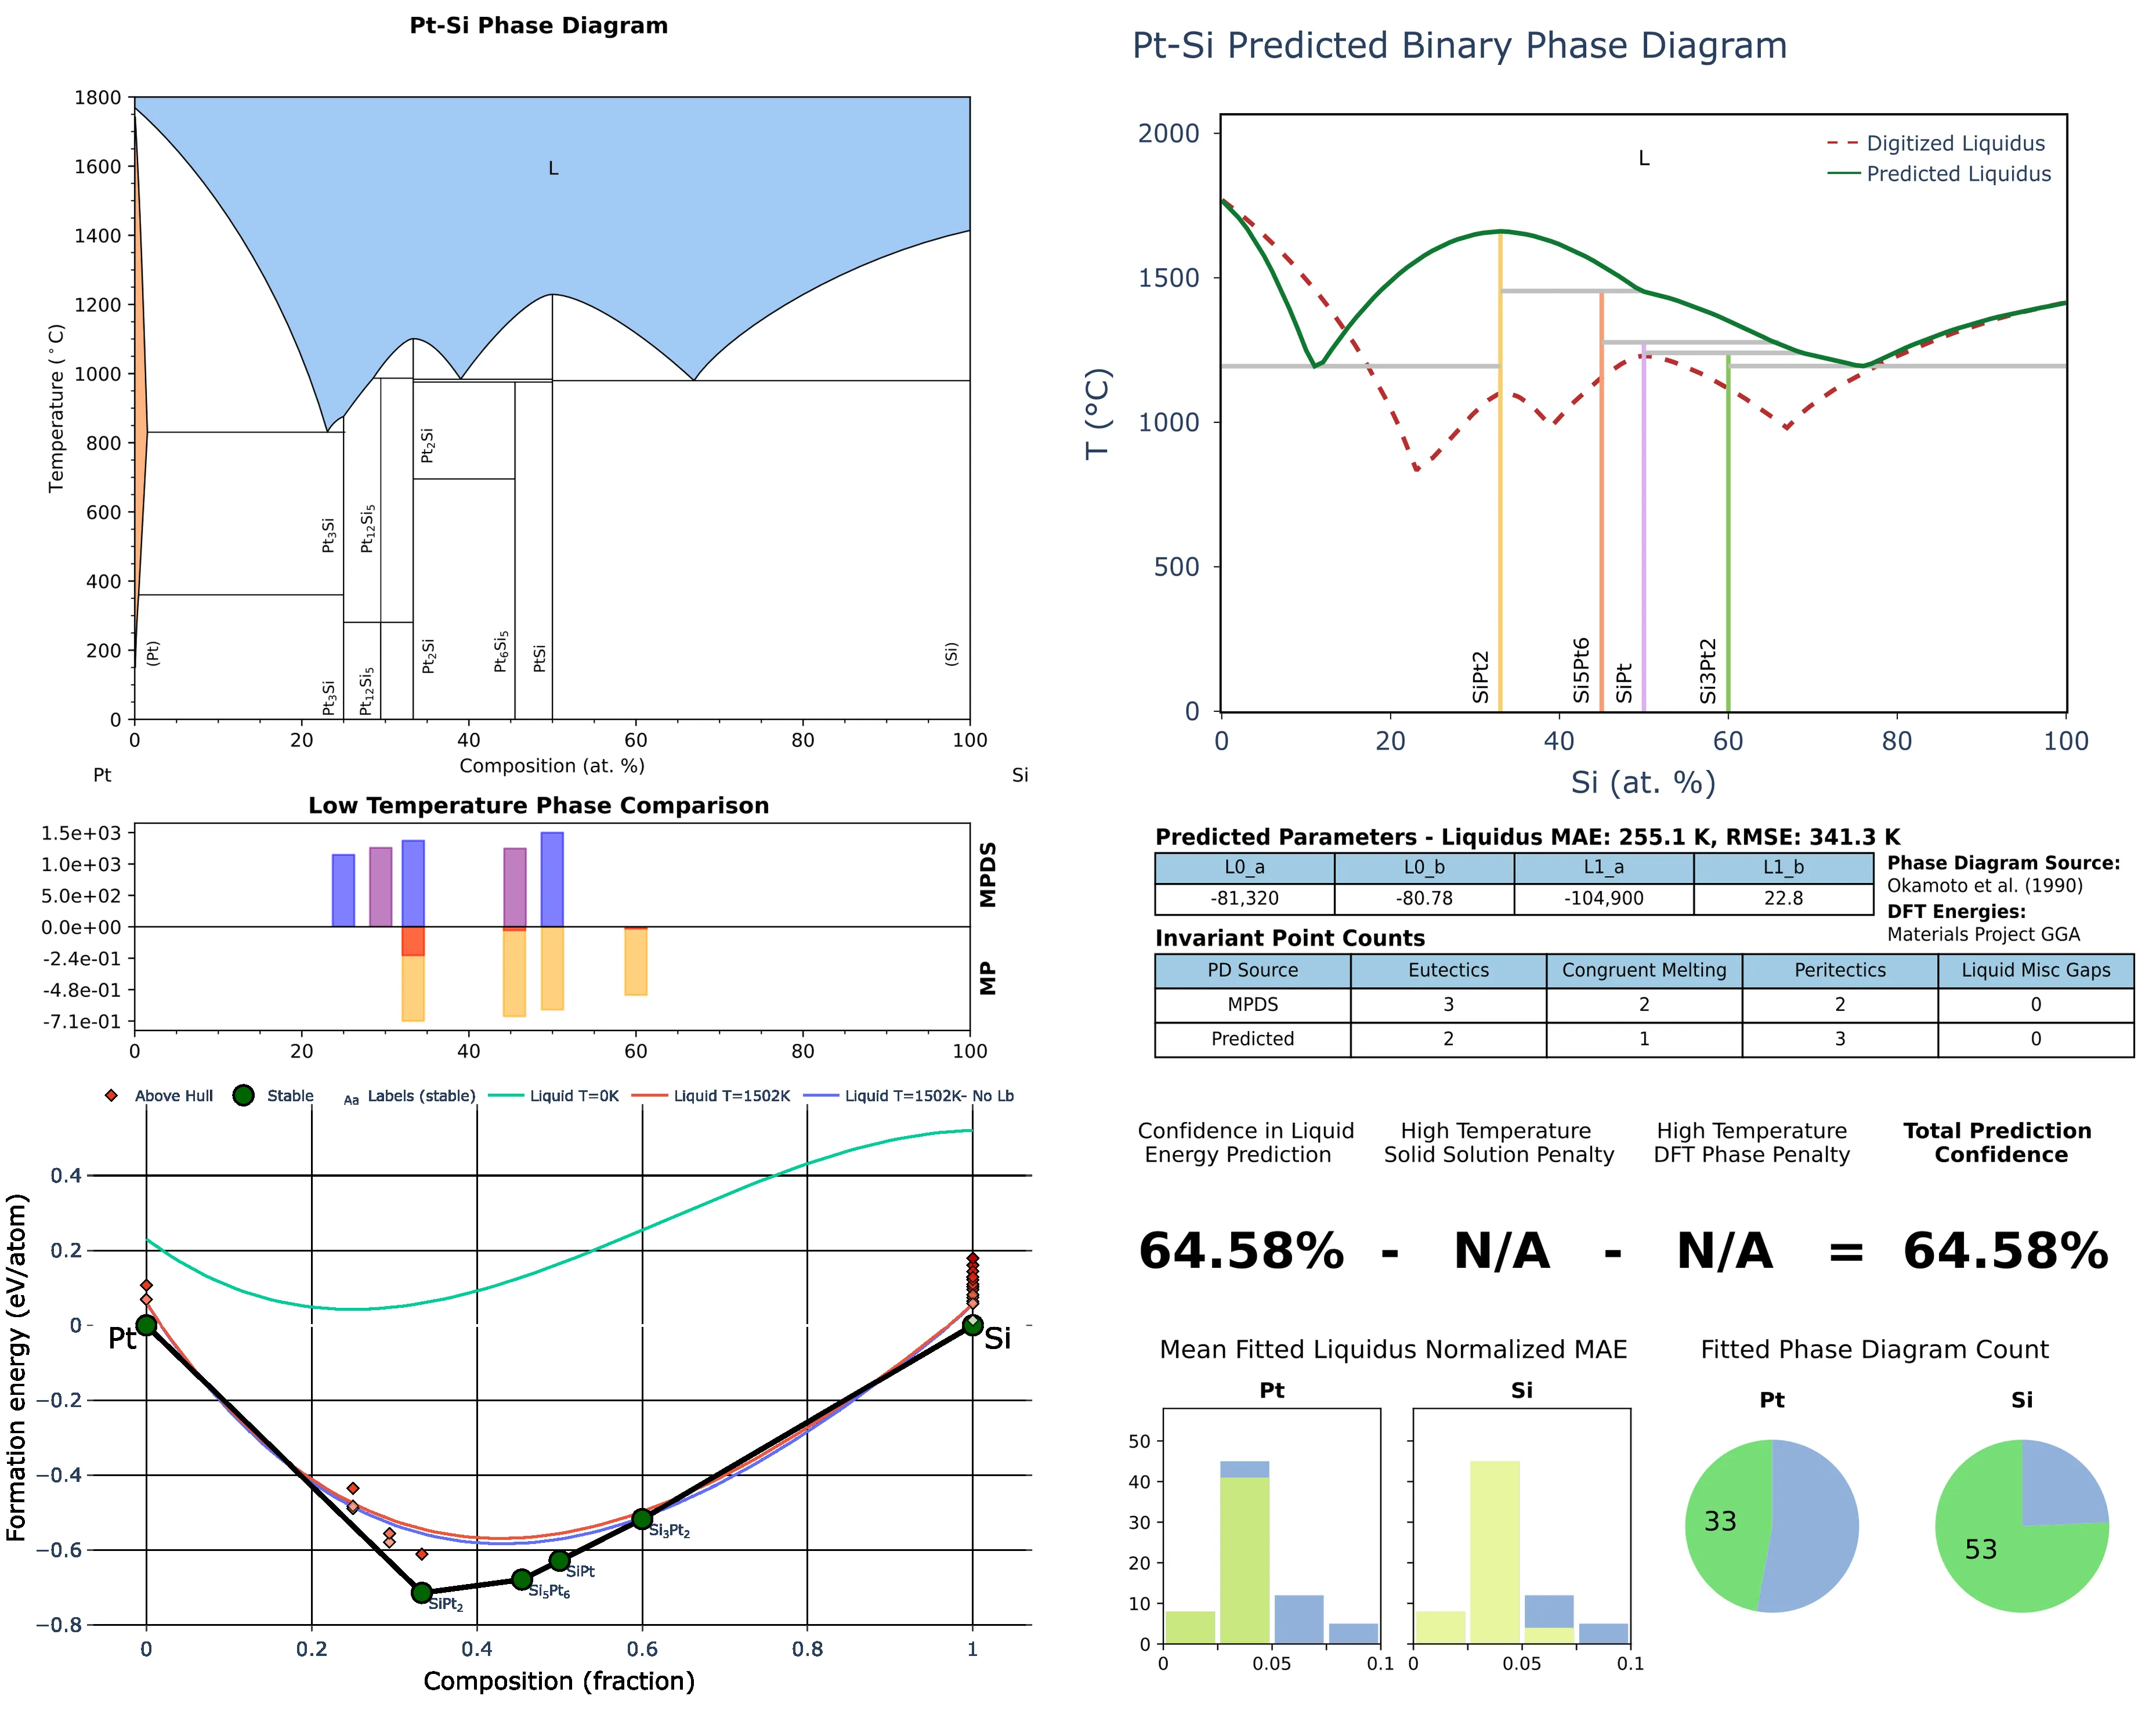 Pt-Si Phase Diagram
1800
1600
1400
1200
1000
800
600
400
200
0
Temperature (°C)
L
Pt3Si
Pt12Si5
Pt2Si
(Pt)
Pt3Si
Pt12Si5
Pt2Si
Pt6Si5
PtSi
(Si)
0 20 40 60 80 100
Composition (at. %)
Pt Si
Low Temperature Phase Comparison
1.5e+03
1.0e+03
5.0e+02
0.0e+00
-2.4e-01
-4.8e-01
-7.1e-01
MPDS
MP
0 20 40 60 80 100
Above Hull Stable Aa Labels (stable) Liquid T=0K Liquid T=1502K Liquid T=1502K- No Lb
0.4
0.2
0
−0.2
−0.4
−0.6
−0.8
Formation energy (eV/atom)
Pt
Si
SiPt2
Si5Pt6
SiPt
Si3Pt2
0 0.2 0.4 0.6 0.8 1
Composition (fraction)
Pt-Si Predicted Binary Phase Diagram
2000
1500
1000
500
0
T (°C)
L
Digitized Liquidus
Predicted Liquidus
SiPt2
Si5Pt6
SiPt
Si3Pt2
0 20 40 60 80 100
Si (at. %)
Predicted Parameters - Liquidus MAE: 255.1 K, RMSE: 341.3 K
L0_a L0_b L1_a L1_b
-81,320 -80.78 -104,900 22.8
Phase Diagram Source:
Okamoto et al. (1990)
DFT Energies:
Materials Project GGA
Invariant Point Counts
PD Source Eutectics Congruent Melting Peritectics Liquid Misc Gaps
MPDS 3 2 2 0
Predicted 2 1 3 0
Confidence in Liquid
Energy Prediction
High Temperature
Solid Solution Penalty
High Temperature
DFT Phase Penalty
Total Prediction
Confidence
64.58% - N/A - N/A = 64.58%
Mean Fitted Liquidus Normalized MAE
Pt
Si
50
40
30
20
10
0
0 0.05 0.1
0 0.05 0.1
Fitted Phase Diagram Count
Pt
Si
33
53